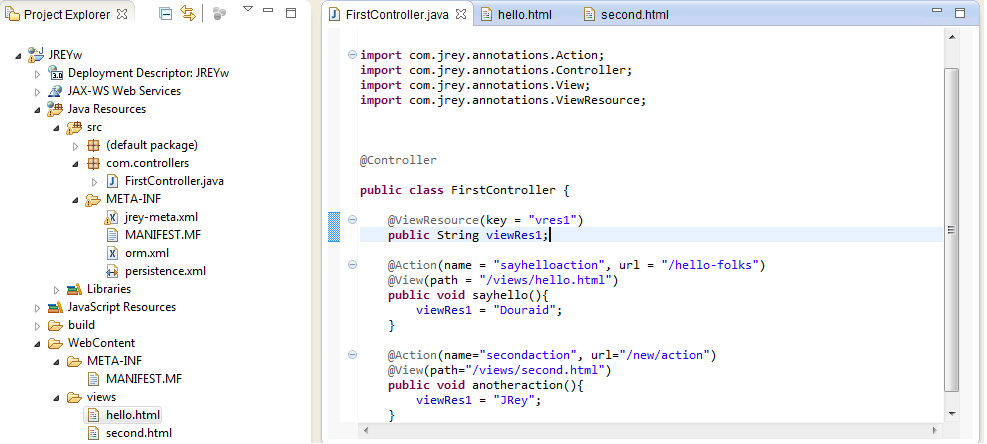 Project Explorer
JREYw
Deployment Descriptor: JREYw
JAX-WS Web Services
Java Resources
src
(default package)
com.controllers
FirstController.java
META-INF
jrey-meta.xml
MANIFEST.MF
orm.xml
persistence.xml
Libraries
JavaScript Resources
build
WebContent
META-INF
MANIFEST.MF
views
hello.html
second.html
FirstController.java hello.html second.html
import com.jrey.annotations.Action;
import com.jrey.annotations.Controller;
import com.jrey.annotations.View;
import com.jrey.annotations.ViewResource;
@Controller
public class FirstController {
@ViewResource(key = "vres1")
public String viewRes1;
@Action(name = "sayhelloaction", url = "/hello-folks")
@View(path = "/views/hello.html")
public void sayhello(){
viewRes1 = "Douraid";
}
@Action(name="secondaction", url="/new/action")
@View(path="/views/second.html")
public void anotheraction(){
viewRes1 = "JRey";
}